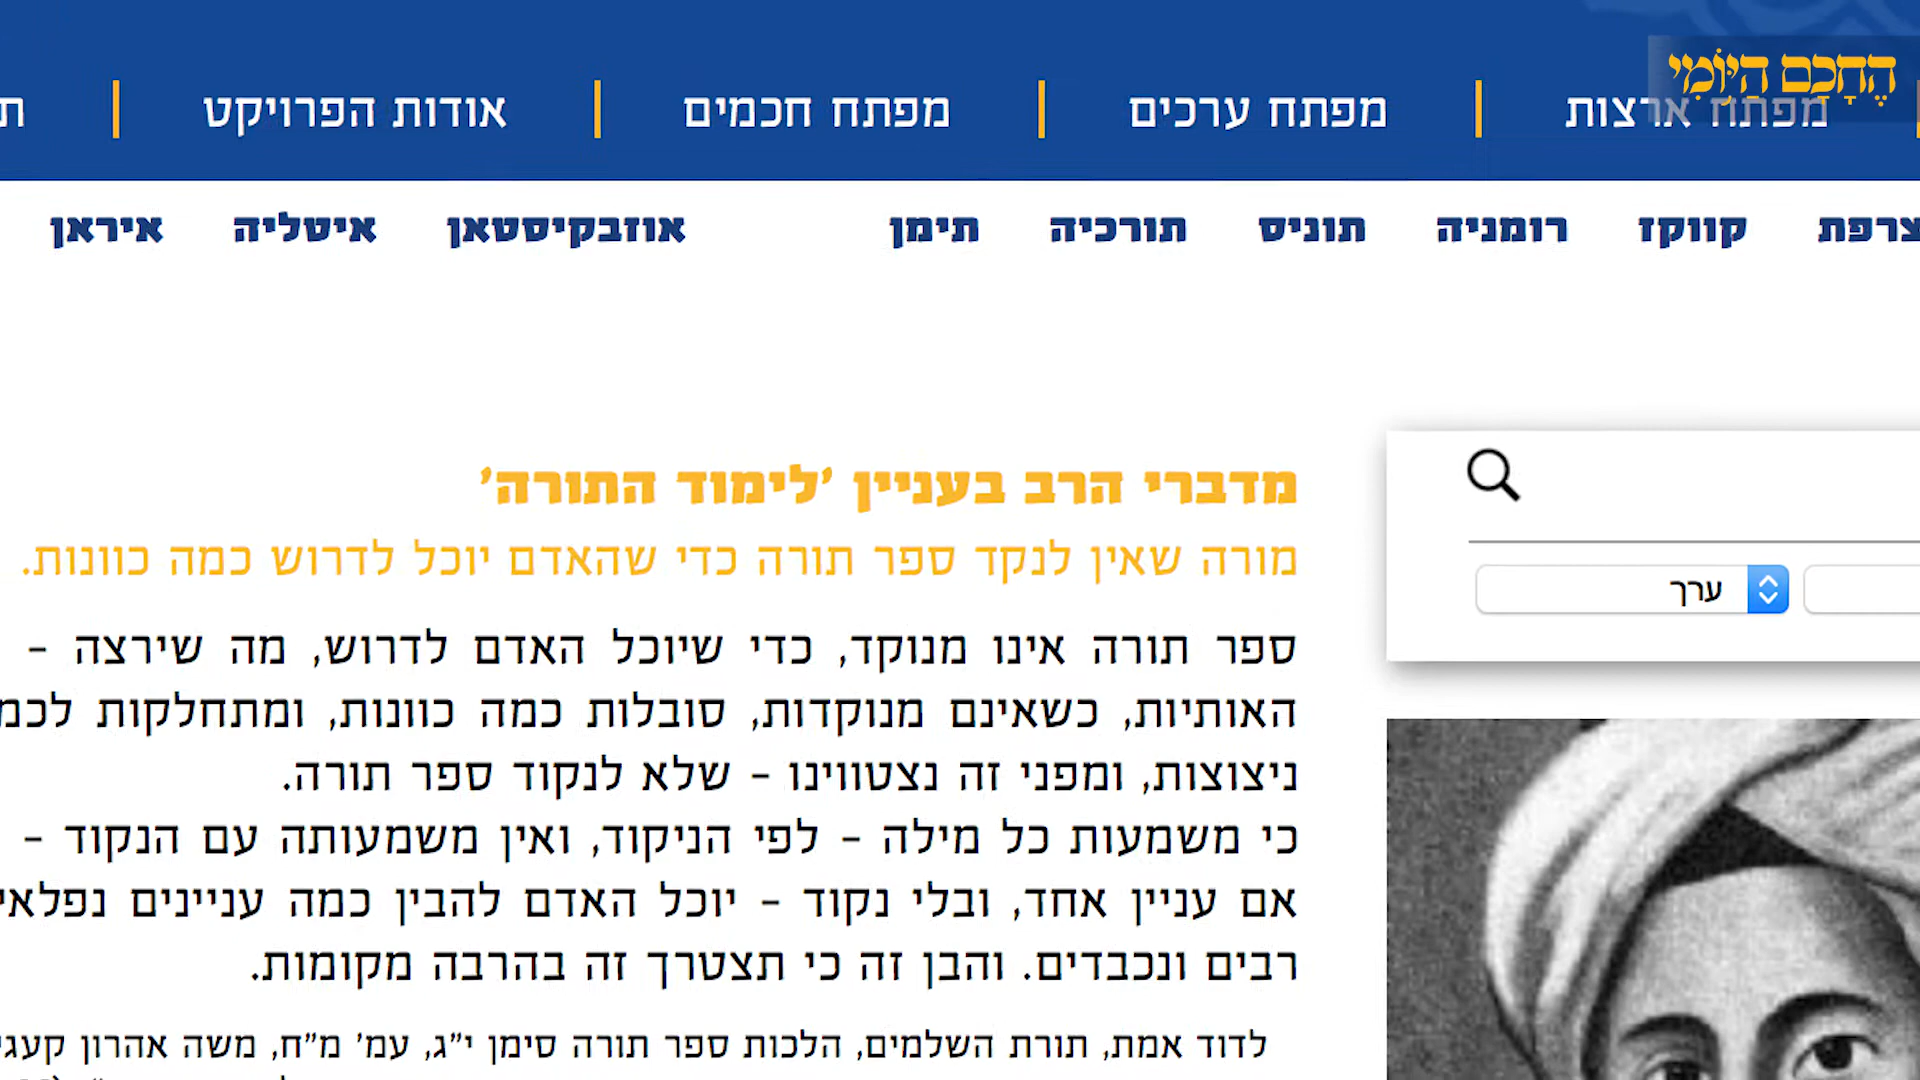 הֶחָכָם הַיּוֹמִי
מפתח ארצות | מפתח ערכים | מפתח חכמים | אודות הפרויקט |
צרפת קווקז רומניה תוניס תורכיה תימן אוזבקיסטאן איטליה איראן
מדברי הרב בעניין 'לימוד התורה'
מורה שאין לנקד ספר תורה כדי שהאדם יוכל לדרוש כמה כוונות.
ערך
ספר תורה אינו מנוקד, כדי שיוכל האדם לדרוש, מה שירצה –
האותיות, כשאינם מנוקדות, סובלות כמה כוונות, ומתחלקות
ניצוצות, ומפני זה נצטווינו – שלא לנקוד ספר תורה.
כי משמעות כל מילה – לפי הניקוד, ואין משמעותה עם הנקוד –
אם עניין אחד, ובלי נקוד – יוכל האדם להבין כמה עניינים
רבים ונכבדים. והבן זה כי תצטרך זה בהרבה מקומות.
לדוד אמת, תורת השלמים, הלכות ספר תורה סימן י"ג, עמ' מ"ח, משה אהרון